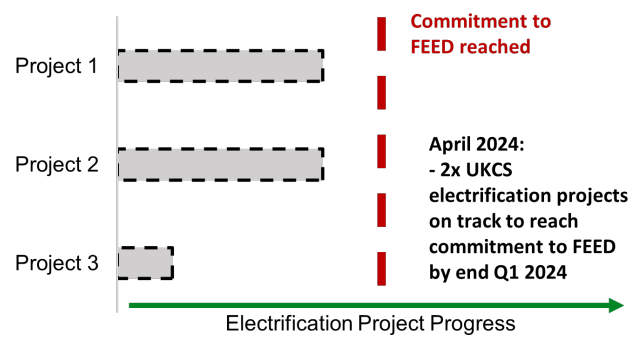 Commitment to
FEED reached
Project 1
Project 2
Project 3
April 2024:
- 2x UKCS
electrification projects
on track to reach
commitment to FEED
by end Q1 2024
Electrification Project Progress